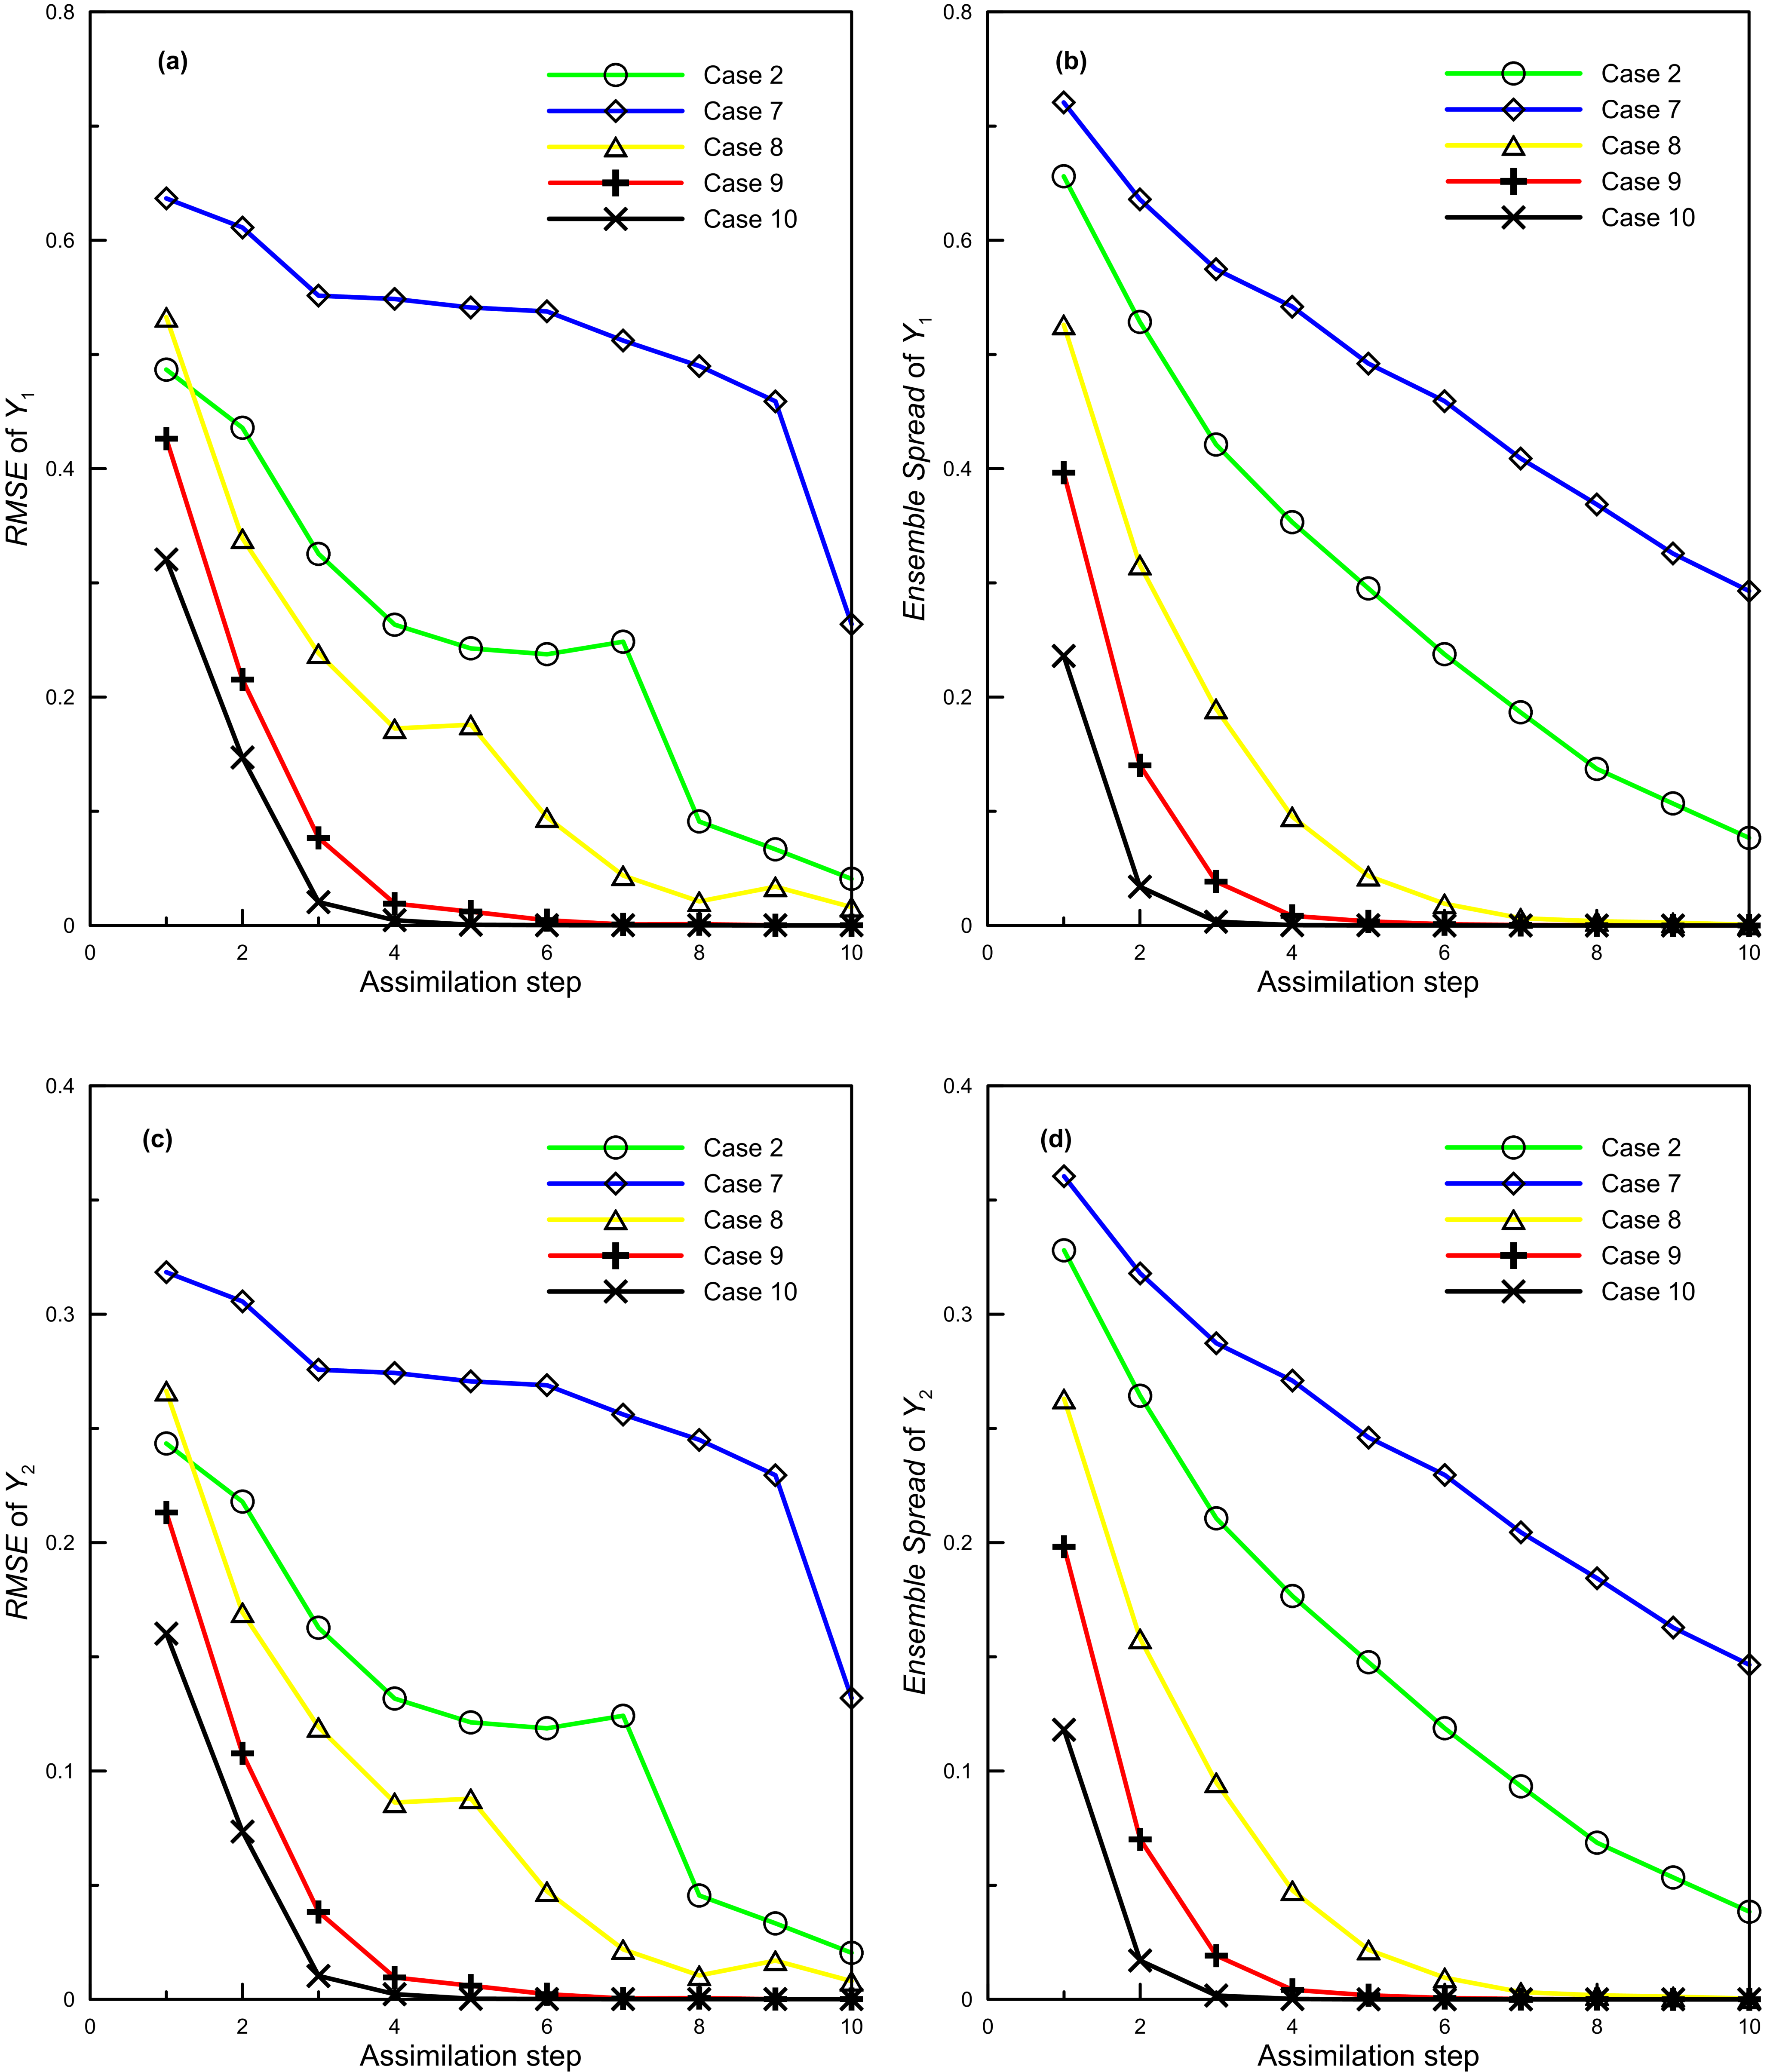 0.8
(a)
Case 2
Case 7
Case 8
Case 9
Case 10
0.6
0.4
0.2
0
RMSE of Y1
0 2 4 6 8 10
Assimilation step
0.8
(b)
Case 2
Case 7
Case 8
Case 9
Case 10
0.6
0.4
0.2
0
Ensemble Spread of Y1
0 2 4 6 8 10
Assimilation step
0.4
(c)
Case 2
Case 7
Case 8
Case 9
Case 10
0.3
0.2
0.1
0
RMSE of Y2
0 2 4 6 8 10
Assimilation step
0.4
(d)
Case 2
Case 7
Case 8
Case 9
Case 10
0.3
0.2
0.1
0
Ensemble Spread of Y2
0 2 4 6 8 10
Assimilation step